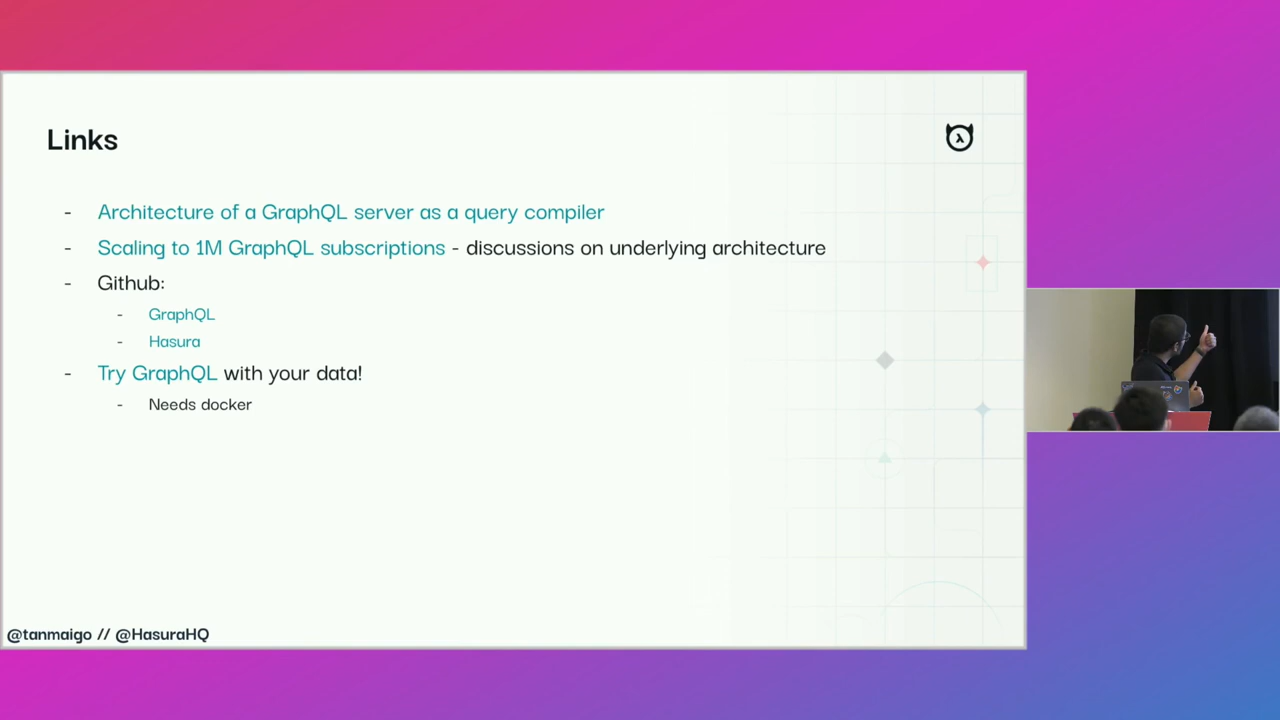 Links
- Architecture of a GraphQL server as a query compiler
- Scaling to 1M GraphQL subscriptions - discussions on underlying architecture
- Github:
- GraphQL
- Hasura
- Try GraphQL with your data!
- Needs docker
@tanmaigo // @HasuraHQ